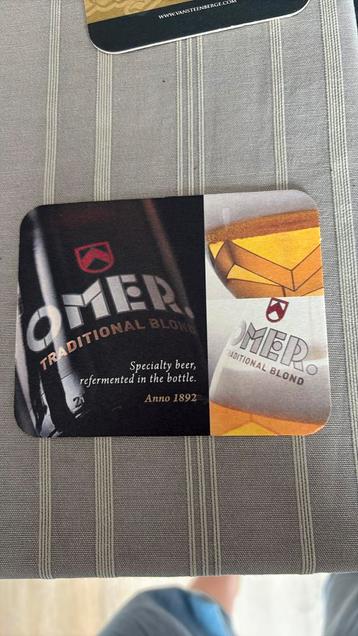 WWW.VANSTEENBERGE.COM
OMER.
TRADITIONAL BLOND
Specialty beer,
refermented in the bottle.
Anno 1892
OMER.
TRADITIONAL BLOND